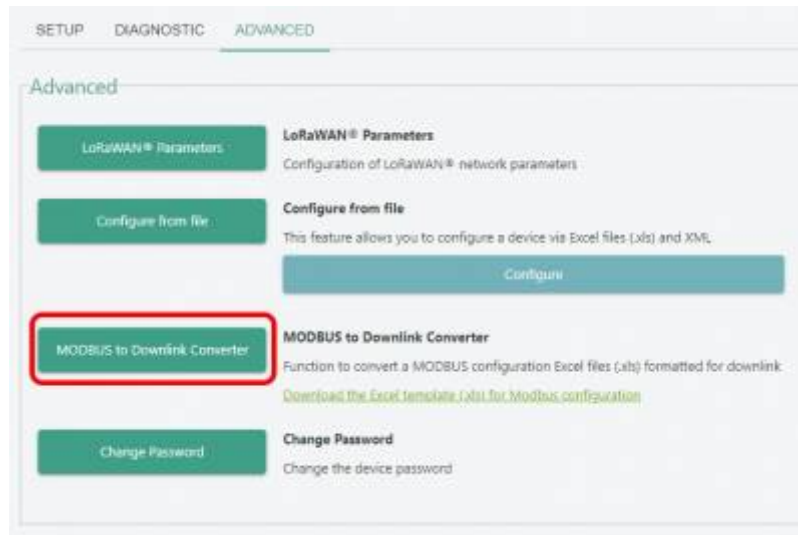 SETUP DIAGNOSTIC ADVANCED
Advanced
LoRaWAN® Parameters
LoRaWAN® Parameters
Configuration of LoRaWAN® network parameters
Configure from file
Configure from file
This feature allows you to configure a device via Excel files (.xls) and XML
Configure
MODBUS to Downlink Converter
MODBUS to Downlink Converter
Function to convert a MODBUS configuration Excel files (.xls) formatted for downlink
Download the Excel template (.xls) for Modbus configuration
Change Password
Change Password
Change the device password